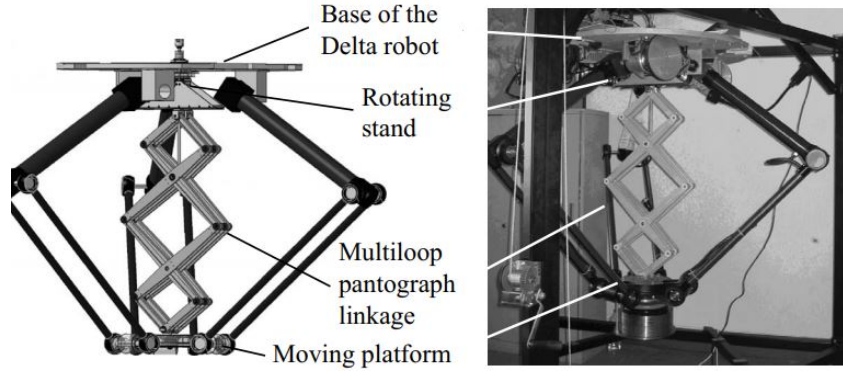 Base of the
Delta robot
Rotating
stand
Multiloop
pantograph
linkage
Moving platform